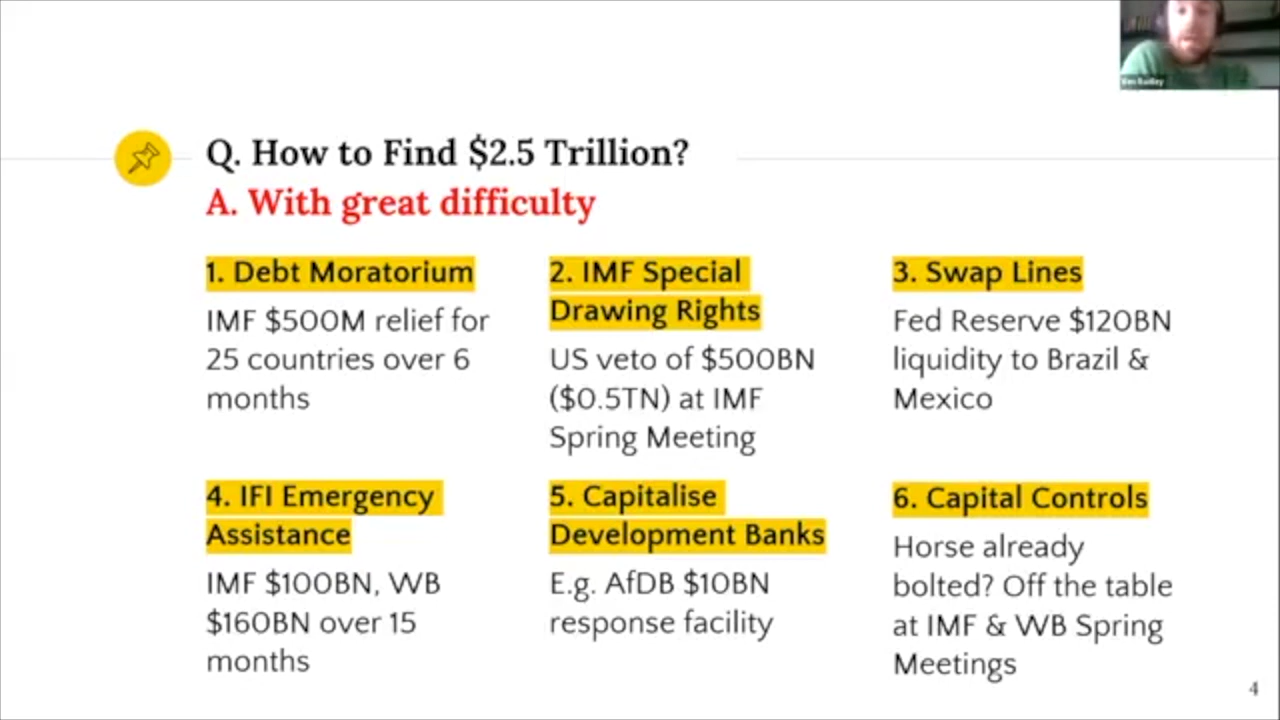 Q. How to Find $2.5 Trillion?
A. With great difficulty
1. Debt Moratorium
IMF $500M relief for
25 countries over 6
months
2. IMF Special
Drawing Rights
US veto of $500BN
($0.5TN) at IMF
Spring Meeting
3. Swap Lines
Fed Reserve $120BN
liquidity to Brazil &
Mexico
4. IFI Emergency
Assistance
IMF $100BN, WB
$160BN over 15
months
5. Capitalise
Development Banks
E.g. AfDB $10BN
response facility
6. Capital Controls
Horse already
bolted? Off the table
at IMF & WB Spring
Meetings
4